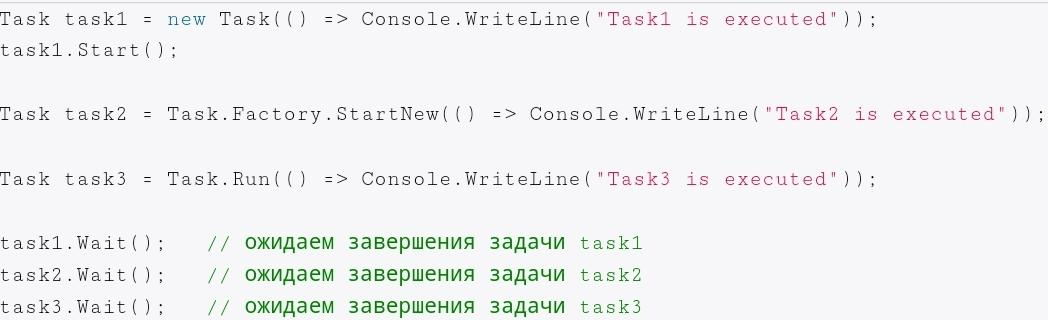 Task task1 = new Task(() => Console.WriteLine("Task1 is executed"));
task1.Start();
Task task2 = Task.Factory.StartNew(() => Console.WriteLine("Task2 is executed"));
Task task3 = Task.Run(() => Console.WriteLine("Task3 is executed"));
task1.Wait();   // ожидаем завершения задачи task1
task2.Wait();   // ожидаем завершения задачи task2
task3.Wait();   // ожидаем завершения задачи task3